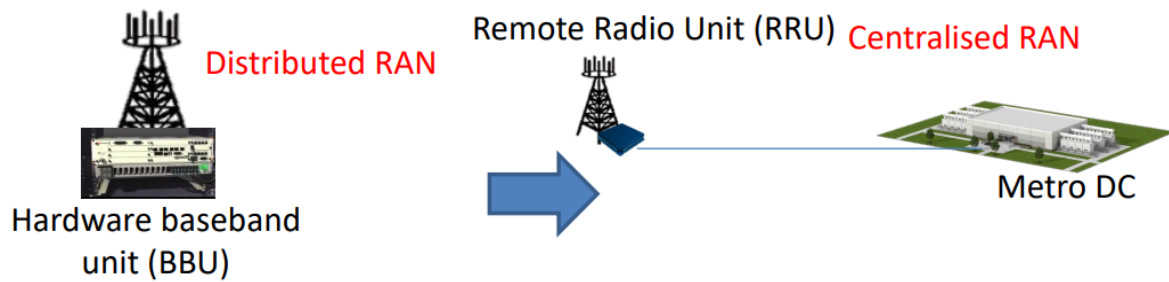 Distributed RAN
Hardware baseband
unit (BBU)
Remote Radio Unit (RRU)
Centralised RAN
Metro DC